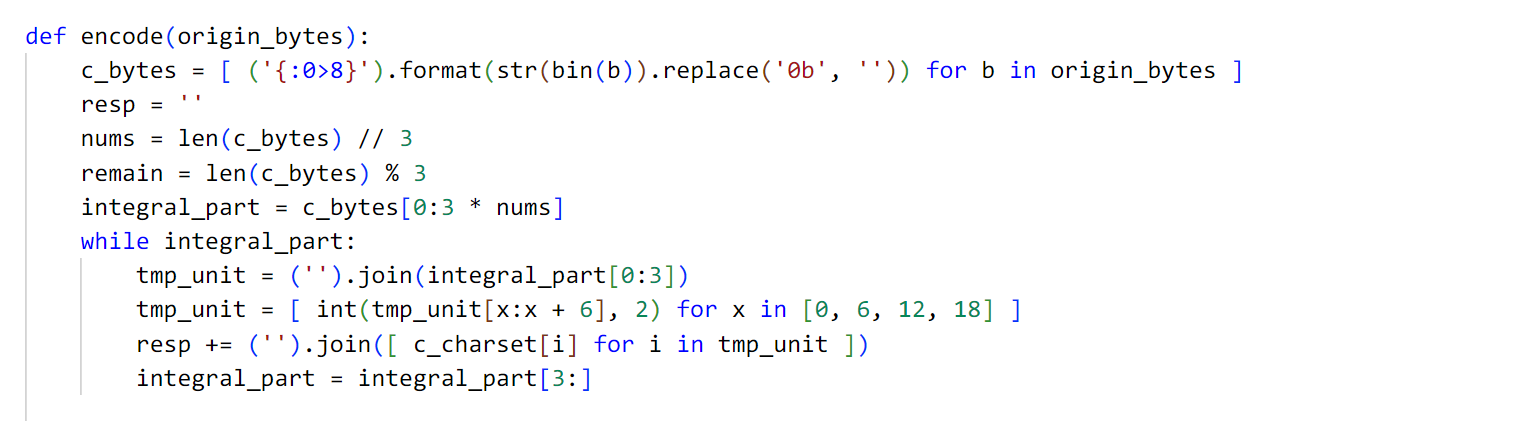 def encode(origin_bytes):
    c_bytes = [ ('{:0>8}').format(str(bin(b)).replace('0b', '')) for b in origin_bytes ]
    resp = ''
    nums = len(c_bytes) // 3
    remain = len(c_bytes) % 3
    integral_part = c_bytes[0:3 * nums]
    while integral_part:
        tmp_unit = ('').join(integral_part[0:3])
        tmp_unit = [ int(tmp_unit[x:x + 6], 2) for x in [0, 6, 12, 18] ]
        resp += ('').join([ c_charset[i] for i in tmp_unit ])
        integral_part = integral_part[3:]